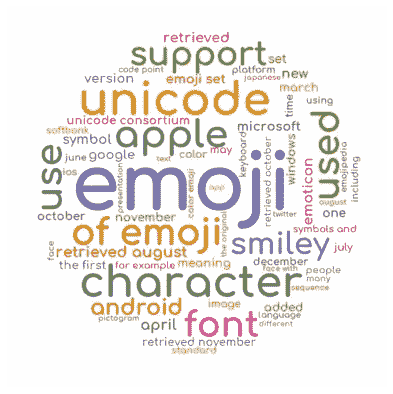 retrieved
support
set
code point
platform
japanese
version
emoji set
new
unicode
march
using
unicode consortium
time
softbank
apple
may
microsoft
used
symbol
windows
keyboard
emojipedia
including
june
google
text
color
use
ios
presentation
emoji
color emoji
app
retrieved october
emoticon
twitter
august
one
october
november
of emoji
the original
smiley
symbols and
face
retrieved august
july
the first
for example
meaning
december
face with
people
many
character
sequence
android
image
added
language
pictogram
april
font
different
retrieved november
standard